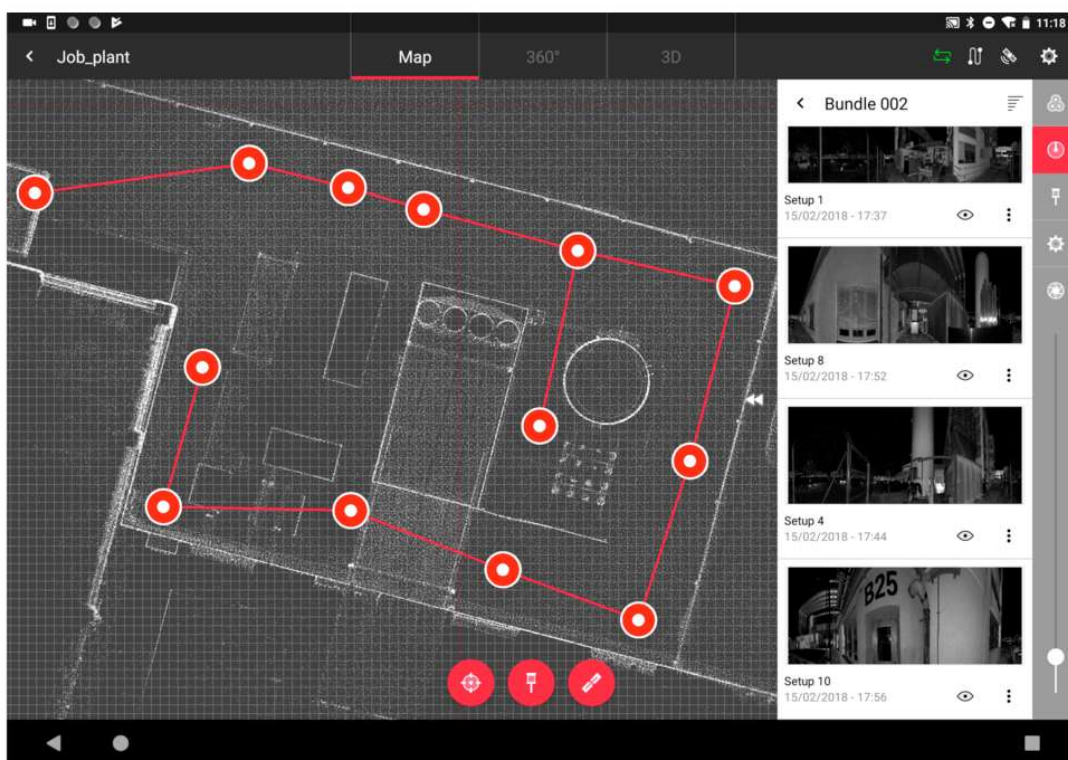 11:18
Job_plant
Map
360°
3D
Bundle 002
Setup 1
15/02/2018 - 17:37
Setup 8
15/02/2018 - 17:52
Setup 4
15/02/2018 - 17:44
B25
Setup 10
15/02/2018 - 17:56